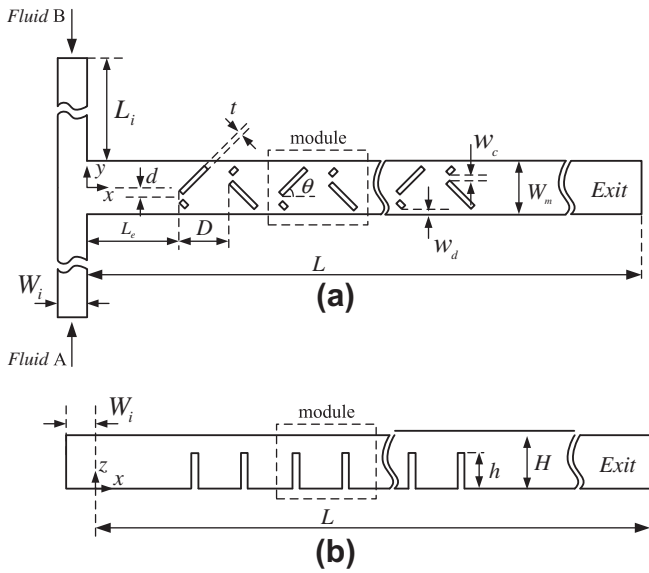 Fluid B
L_i
t
module
w_c
y
d
x
θ
W_m
Exit
L_e
D
w_d
L
W_i
(a)
Fluid A
W_i
module
z
x
h
H
Exit
L
(b)